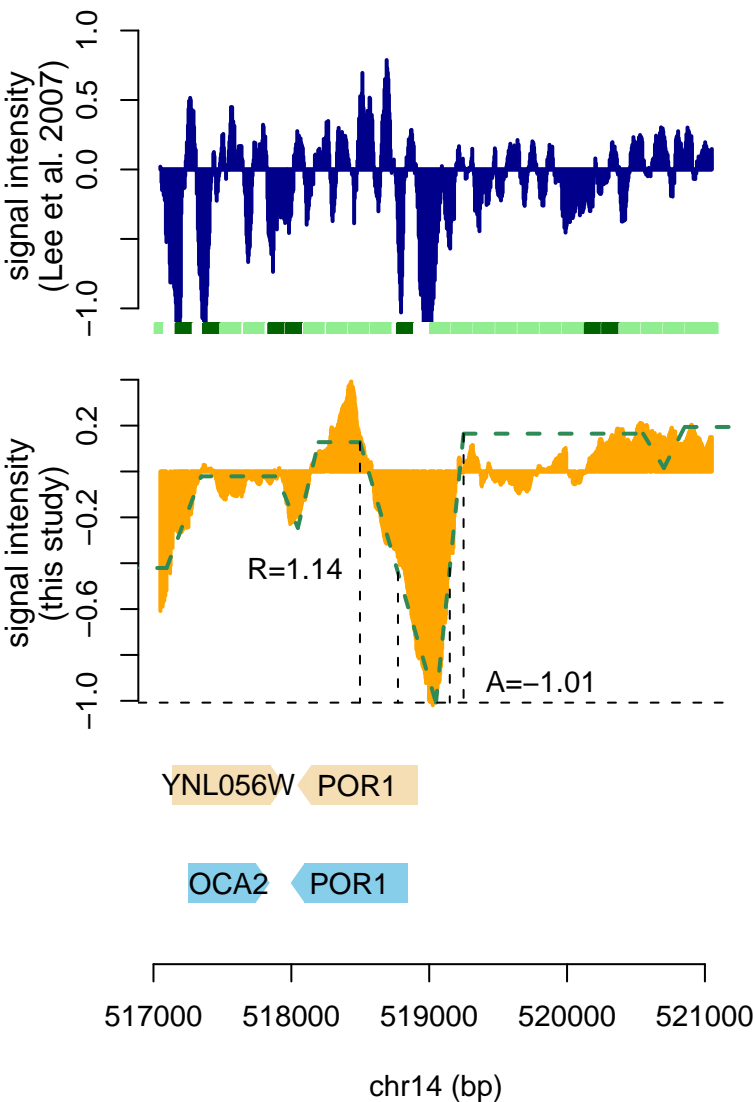 signal intensity
(Lee et al. 2007)
1.0
0.5
0.0
−1.0
signal intensity
(this study)
0.2
−0.2
−0.6
−1.0
R=1.14
A=−1.01
YNL056W POR1
OCA2 POR1
517000 518000 519000 520000 521000
chr14 (bp)